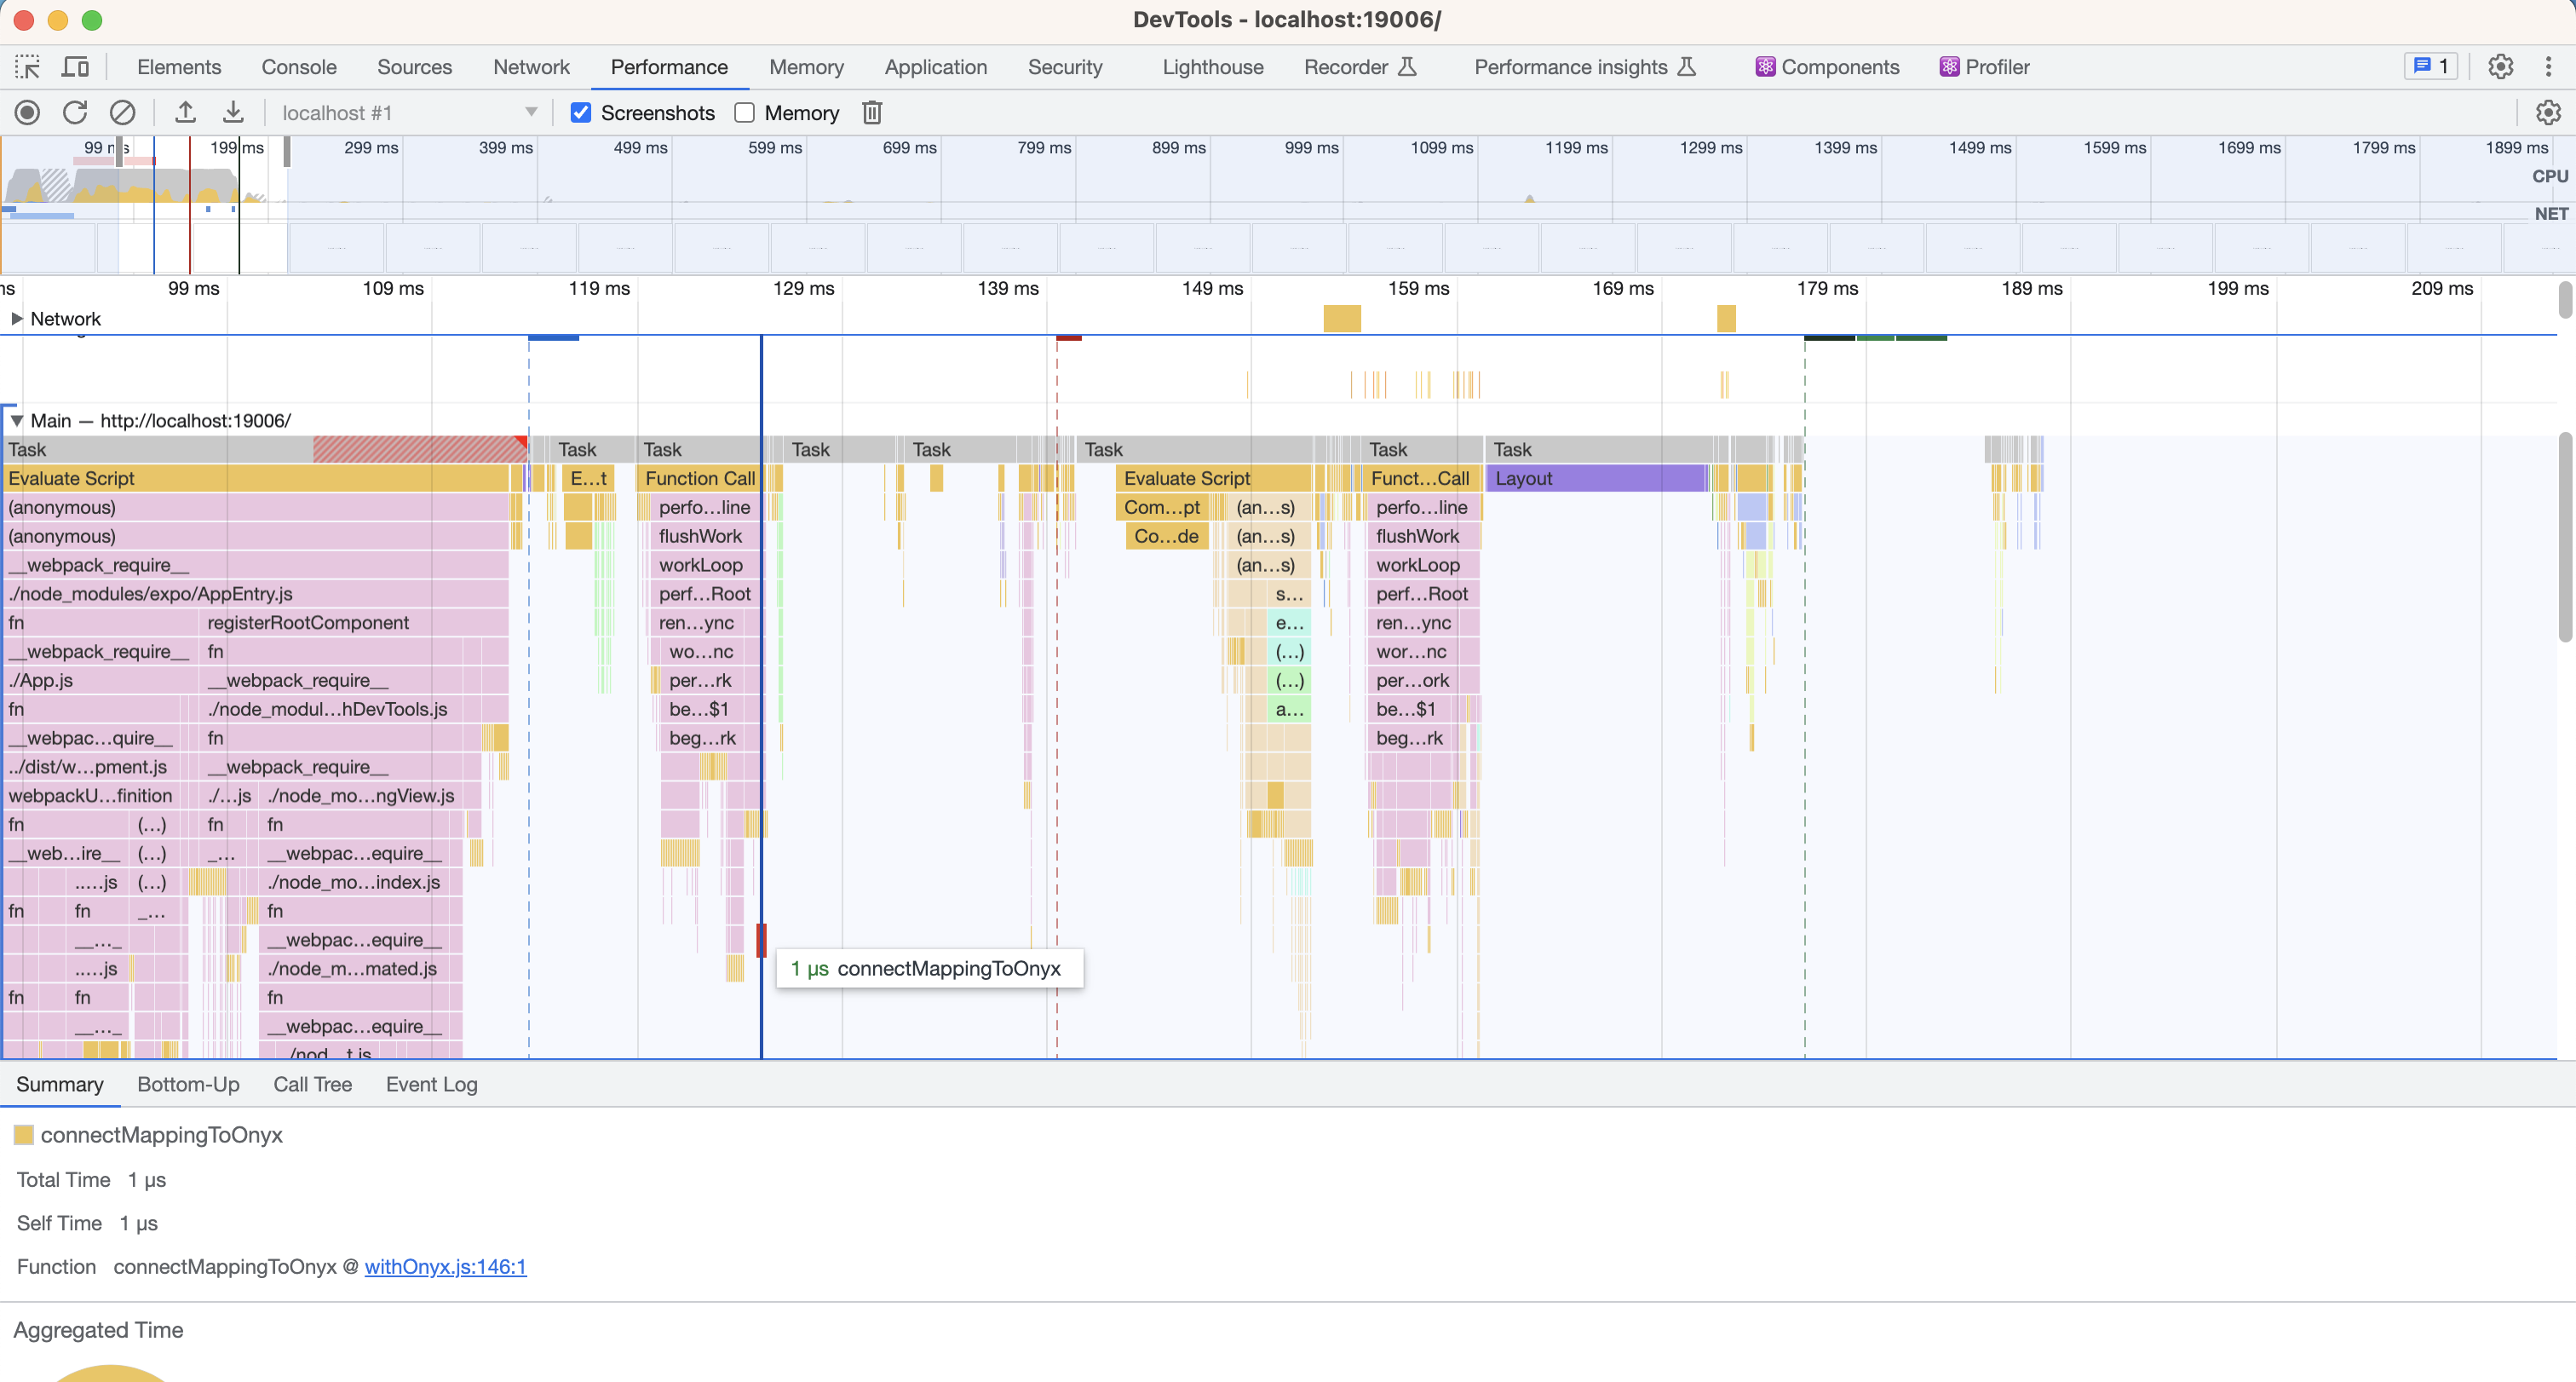 DevTools - localhost:19006/
Elements Console Sources Network Performance Memory Application Security Lighthouse Recorder Performance insights Components Profiler 1
localhost #1 Screenshots Memory
99 ms 199 ms 299 ms 399 ms 499 ms 599 ms 699 ms 799 ms 899 ms 999 ms 1099 ms 1199 ms 1299 ms 1399 ms 1499 ms 1599 ms 1699 ms 1799 ms 1899 ms
CPU
NET
ms 99 ms 109 ms 119 ms 129 ms 139 ms 149 ms 159 ms 169 ms 179 ms 189 ms 199 ms 209 ms
Network
Main — http://localhost:19006/
Task Task Task Task Task Task Task Task
Evaluate Script E...t Function Call Evaluate Script Funct...Call Layout
(anonymous) perfo...line Com...pt (an...s) perfo...line
(anonymous) flushWork Co...de (an...s) flushWork
__webpack_require__ workLoop (an...s) workLoop
./node_modules/expo/AppEntry.js perf...Root s... perf...Root
fn registerRootComponent ren...ync e... ren...ync
__webpack_require__ fn wo...nc (...) wor...nc
./App.js __webpack_require__ per...rk (...) per...ork
fn ./node_modul...hDevTools.js be...$1 a... be...$1
__webpac...quire__ fn beg...rk beg...rk
../dist/w...pment.js __webpack_require__
webpackU...finition ./...js ./node_mo...ngView.js
fn (...) fn fn
__web...ire__ (...) _... __webpac...equire__
.....js (...) ./node_mo...index.js
fn fn _... fn
__..._ __webpac...equire__
.....js ./node_m...mated.js
1 µs connectMappingToOnyx
fn fn fn
__..._ __webpac...equire__
./nod...t.js
Summary Bottom-Up Call Tree Event Log
connectMappingToOnyx
Total Time 1 µs
Self Time 1 µs
Function connectMappingToOnyx @ withOnyx.js:146:1
Aggregated Time